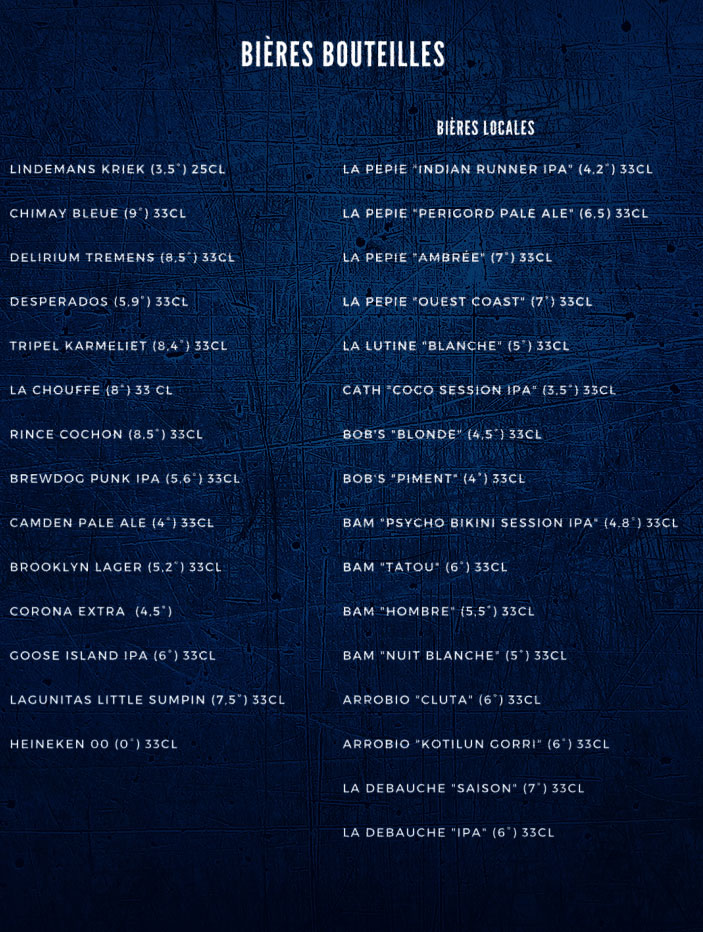 BIÈRES BOUTEILLES
LINDEMANS KRIEK (3,5°) 25CL
CHIMAY BLEUE (9°) 33CL
DELIRIUM TREMENS (8,5°) 33CL
DESPERADOS (5,9°) 33CL
TRIPEL KARMELIET (8,4°) 33CL
LA CHOUFFE (8°) 33 CL
RINCE COCHON (8,5°) 33CL
BREWDOG PUNK IPA (5,6°) 33CL
CAMDEN PALE ALE (4°) 33CL
BROOKLYN LAGER (5,2°) 33CL
CORONA EXTRA (4,5°)
GOOSE ISLAND IPA (6°) 33CL
LAGUNITAS LITTLE SUMPIN (7,5°) 33CL
HEINEKEN 00 (0°) 33CL
BIÈRES LOCALES
LA PEPIE "INDIAN RUNNER IPA" (4,2°) 33CL
LA PEPIE "PERIGORD PALE ALE" (6,5) 33CL
LA PEPIE "AMBRÉE" (7°) 33CL
LA PEPIE "OUEST COAST" (7°) 33CL
LA LUTINE "BLANCHE" (5°) 33CL
CATH "COCO SESSION IPA" (3,5°) 33CL
BOB'S "BLONDE" (4,5°) 33CL
BOB'S "PIMENT" (4°) 33CL
BAM "PSYCHO BIKINI SESSION IPA" (4,8°) 33CL
BAM "TATOU" (6°) 33CL
BAM "HOMBRE" (5,5°) 33CL
BAM "NUIT BLANCHE" (5°) 33CL
ARROBIO "CLUTA" (6°) 33CL
ARROBIO "KOTILUN GORRI" (6°) 33CL
LA DEBAUCHE "SAISON" (7°) 33CL
LA DEBAUCHE "IPA" (6°) 33CL